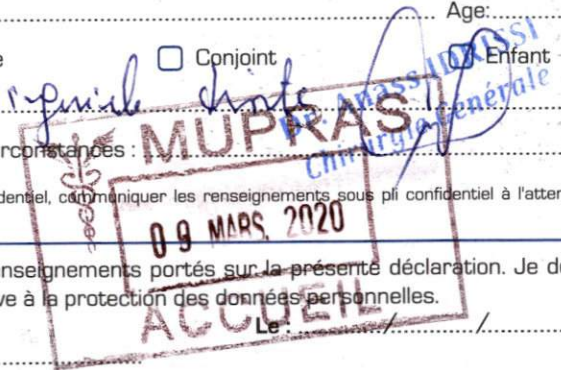 Age:
e Conjoint Enfant
Dr. Anass IDRISSI
Chirurgie Générale
droite
rconstances :
MUPRAS
dentiel, communiquer les renseignements sous pli confidentiel à l'atten
09 MARS. 2020
nseignements portés sur la présente déclaration. Je d
ve à la protection des données personnelles.
ACCUEIL
Le : / /